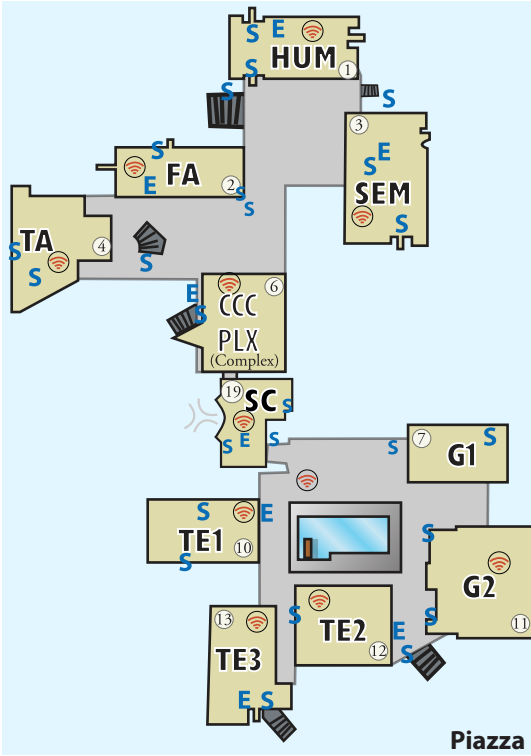 S E
HUM
S
1
S
S
3
S
FA
2
E
S
E
S
SEM
S
S
S
TA
4
S
S
S
E
S
6
CCC
PLX
(Complex)
19
SC
S
S
E
S
S
7
G1
S
S
E
TE1
10
S
S
G2
S
11
13
TE3
E
S
S
TE2
12
E
S
Piazza